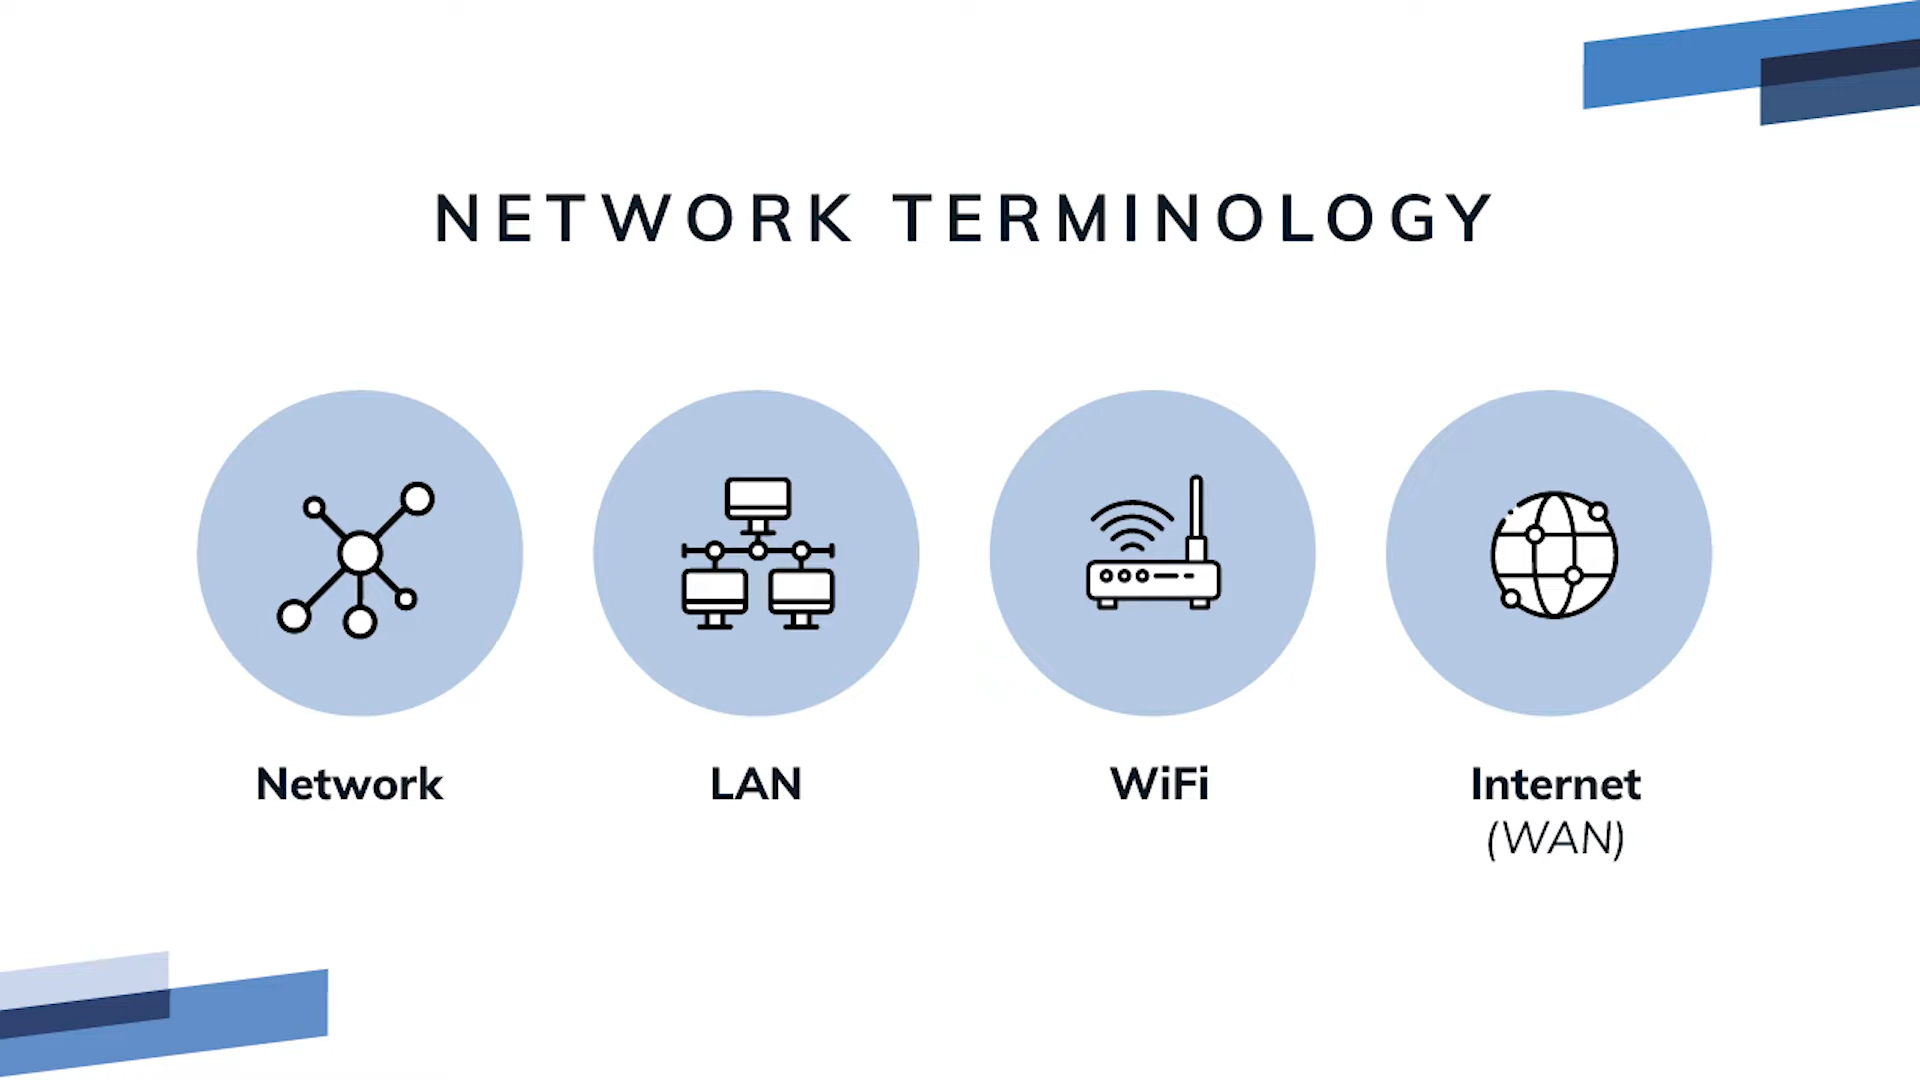 NETWORK TERMINOLOGY
Network
LAN
WiFi
Internet
(WAN)